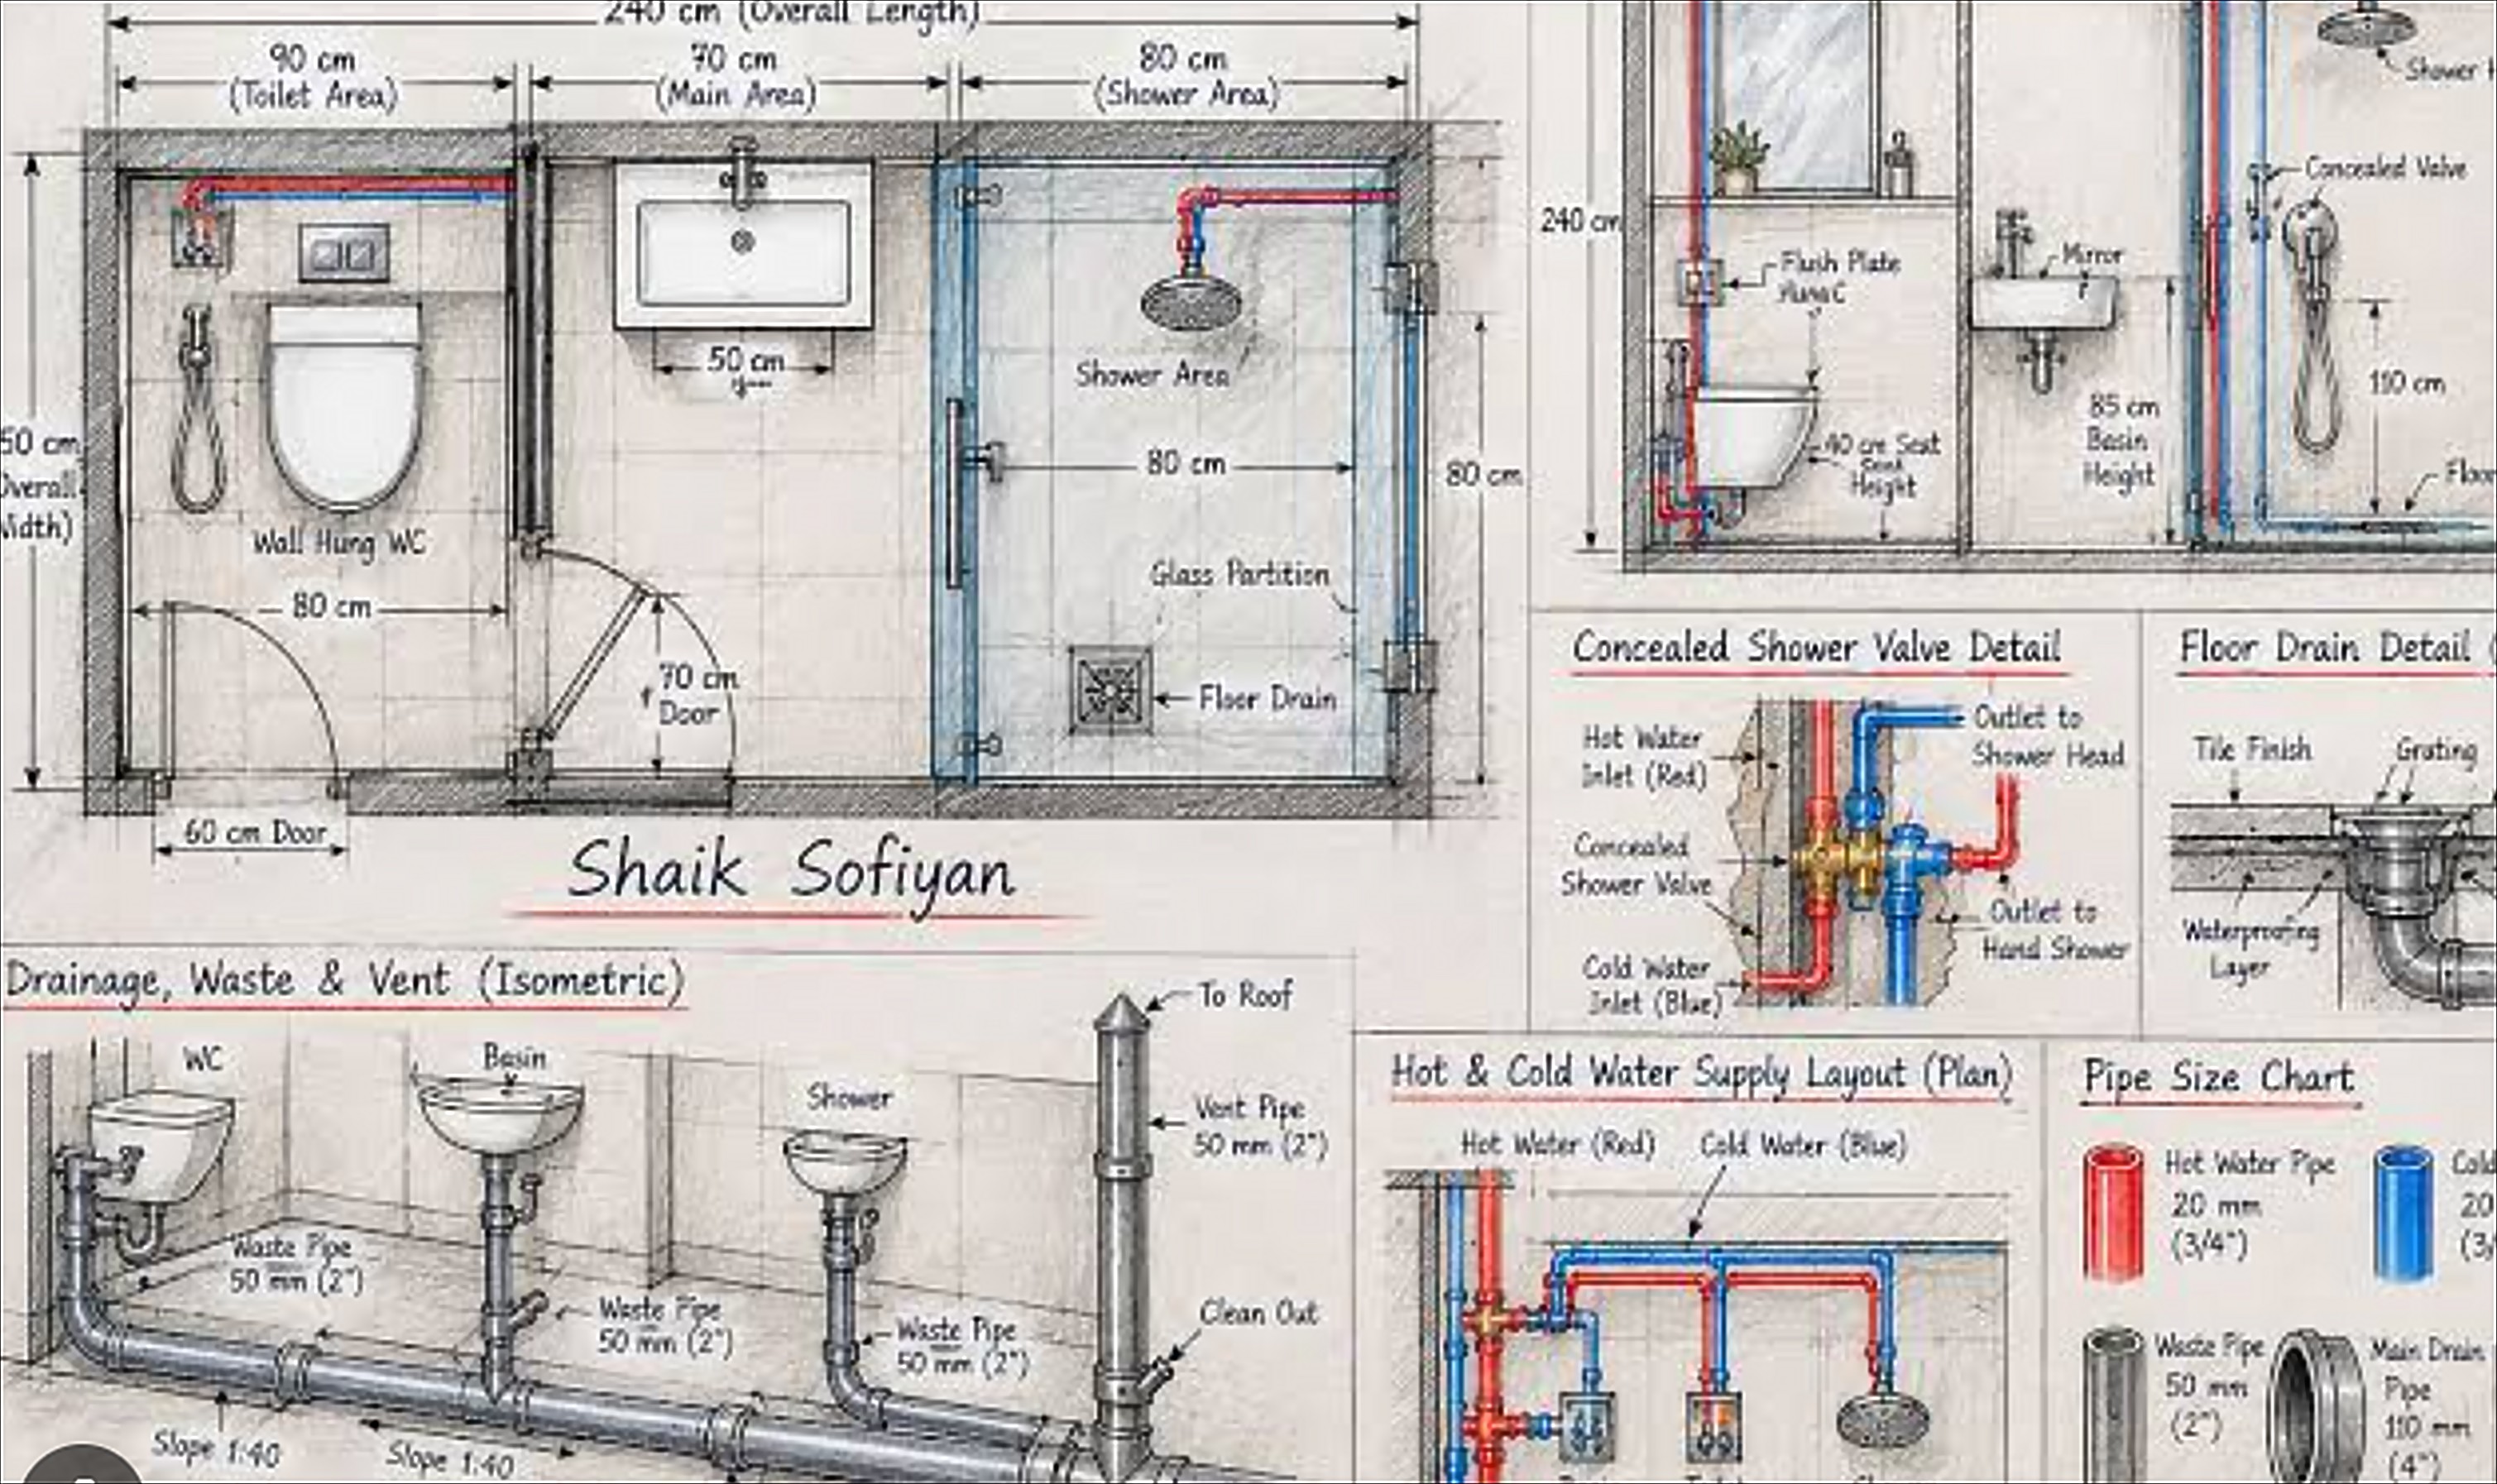 240 cm (Overall Length)
90 cm
(Toilet Area)
70 cm
(Main Area)
80 cm
(Shower Area)
50 cm
Overall
Width)
50 cm
Shower Area
80 cm
80 cm
Wall Hung WC
80 cm
Glass Partition
70 cm
Door
Floor Drain
60 cm Door
Shaik Sofiyan
Shower H
Concealed Valve
240 cm
Flush Plate
Mirror
110 cm
85 cm
Basin
Height
40 cm Seat
Seat
Height
Floor
Concealed Shower Valve Detail
Hot Water
Inlet (Red)
Outlet to
Shower Head
Concealed
Shower Valve
Outlet to
Hand Shower
Cold Water
Inlet (Blue)
Floor Drain Detail (
Tile Finish
Grating
Waterproofing
Layer
Drainage, Waste & Vent (Isometric)
To Roof
WC
Basin
Shower
Vent Pipe
50 mm (2")
Waste Pipe
50 mm (2")
Waste Pipe
50 mm (2")
Waste Pipe
50 mm (2")
Clean Out
Slope 1:40
Slope 1:40
Hot & Cold Water Supply Layout (Plan)
Hot Water (Red)
Cold Water (Blue)
Pipe Size Chart
Hot Water Pipe
20 mm
(3/4")
Cold
20
(3/
Waste Pipe
50 mm
(2")
Main Drain
Pipe
110 mm
(4")